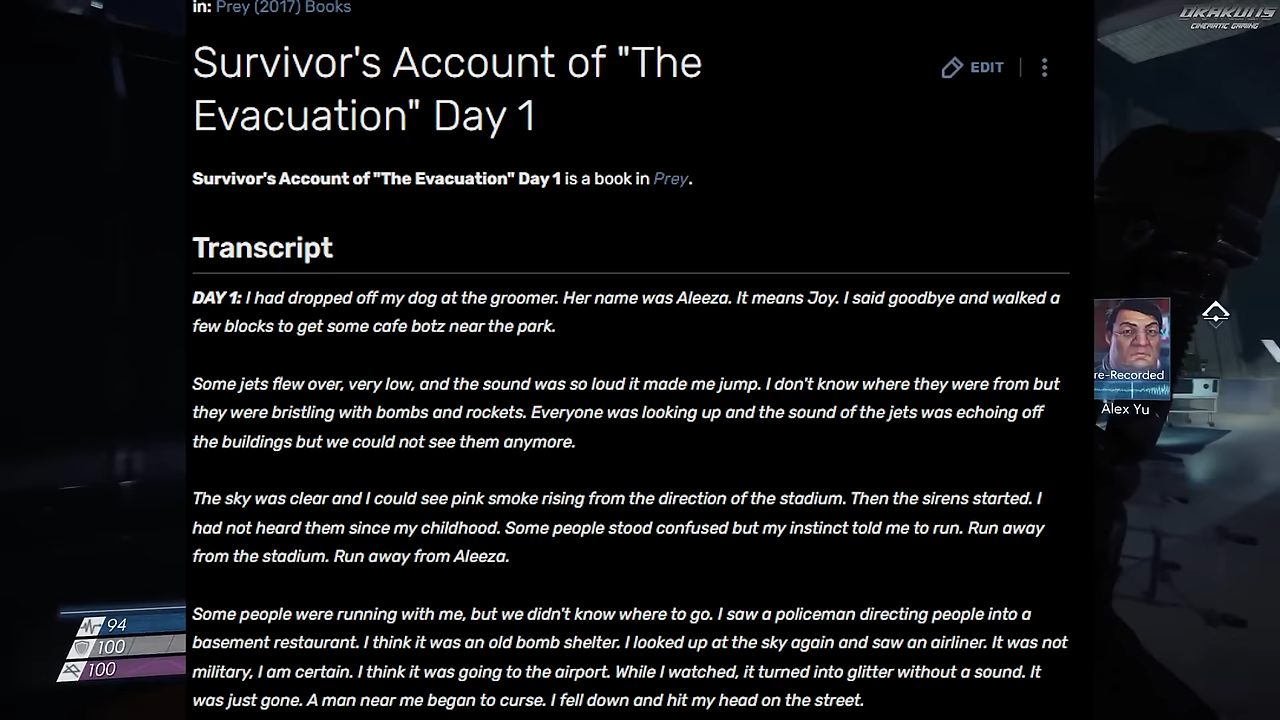 in: Prey (2017) Books
DRAKULIS
CINEMATIC GAMING
Survivor's Account of "The
Evacuation" Day 1
EDIT
Survivor's Account of "The Evacuation" Day 1 is a book in Prey.
Transcript
DAY 1: I had dropped off my dog at the groomer. Her name was Aleeza. It means Joy. I said goodbye and walked a
few blocks to get some cafe botz near the park.
Some jets flew over, very low, and the sound was so loud it made me jump. I don't know where they were from but
they were bristling with bombs and rockets. Everyone was looking up and the sound of the jets was echoing off
the buildings but we could not see them anymore.
re-Recorded
Alex Yu
The sky was clear and I could see pink smoke rising from the direction of the stadium. Then the sirens started. I
had not heard them since my childhood. Some people stood confused but my instinct told me to run. Run away
from the stadium. Run away from Aleeza.
Some people were running with me, but we didn't know where to go. I saw a policeman directing people into a
basement restaurant. I think it was an old bomb shelter. I looked up at the sky again and saw an airliner. It was not
military, I am certain. I think it was going to the airport. While I watched, it turned into glitter without a sound. It
was just gone. A man near me began to curse. I fell down and hit my head on the street.
94
100
100